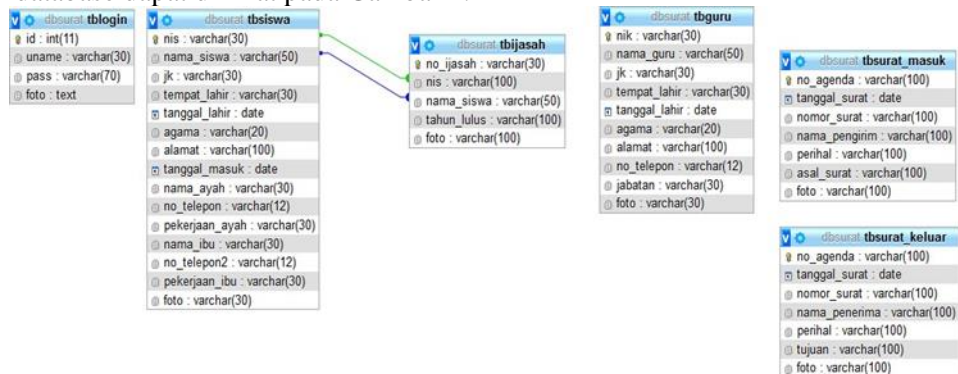 dbsurat tblogin
id : int(11)
uname : varchar(30)
pass : varchar(70)
foto : text
dbsurat tbsiswa
nis : varchar(30)
nama_siswa : varchar(50)
jk : varchar(30)
tempat_lahir : varchar(30)
tanggal_lahir : date
agama : varchar(20)
alamat : varchar(100)
tanggal_masuk : date
nama_ayah : varchar(30)
no_telepon : varchar(12)
pekerjaan_ayah : varchar(30)
nama_ibu : varchar(30)
no_telepon2 : varchar(12)
pekerjaan_ibu : varchar(30)
foto : varchar(30)
dbsurat tbijasah
no_ijasah : varchar(30)
nis : varchar(100)
nama_siswa : varchar(50)
tahun_lulus : varchar(100)
foto : varchar(100)
dbsurat tbguru
nik : varchar(30)
nama_guru : varchar(50)
jk : varchar(30)
tempat_lahir : varchar(30)
tanggal_lahir : date
agama : varchar(20)
alamat : varchar(100)
no_telepon : varchar(12)
jabatan : varchar(30)
foto : varchar(30)
dbsurat tbsurat_masuk
no_agenda : varchar(100)
tanggal_surat : date
nomor_surat : varchar(100)
nama_pengirim : varchar(100)
perihal : varchar(100)
asal_surat : varchar(100)
foto : varchar(100)
dbsurat tbsurat_keluar
no_agenda : varchar(100)
tanggal_surat : date
nomor_surat : varchar(100)
nama_penerima : varchar(100)
perihal : varchar(100)
tujuan : varchar(100)
foto : varchar(100)